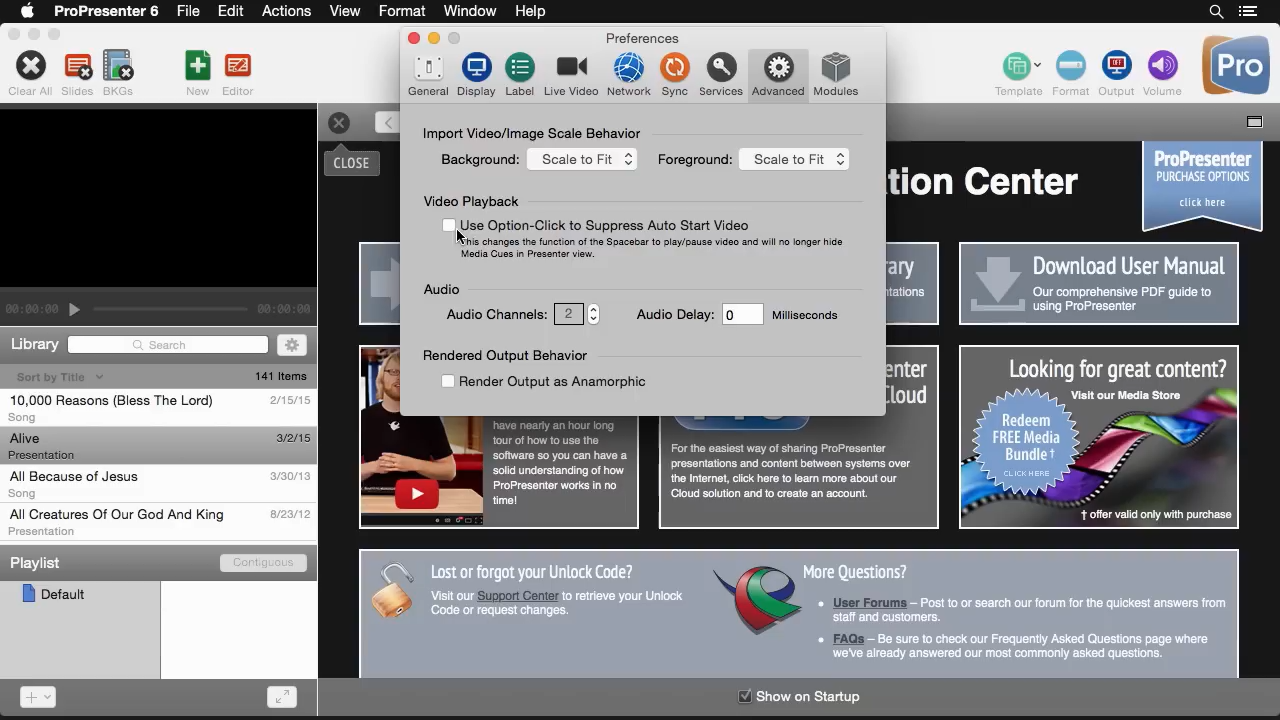 ProPresenter 6 File Edit Actions View Format Window Help
Preferences
Clear All Slides BKGs New Editor
General Display Label Live Video Network Sync Services Advanced Modules
Template Format Output Volume
Pro
CLOSE
Import Video/Image Scale Behavior
Background: Scale to Fit Foreground: Scale to Fit
Video Playback
Use Option-Click to Suppress Auto Start Video
This changes the function of the Spacebar to play/pause video and will no longer hide
Media Cues in Presenter view.
Audio
Audio Channels: 2 Audio Delay: 0 Milliseconds
Rendered Output Behavior
Render Output as Anamorphic
tion Center
ProPresenter
PURCHASE OPTIONS
click here
00:00:00 00:00:00
Library Search
Sort by Title 141 Items
10,000 Reasons (Bless The Lord) 2/15/15
Song
Alive 3/2/15
Presentation
All Because of Jesus 3/30/13
Song
All Creatures Of Our God And King 8/23/12
Presentation
Playlist Contiguous
Default
rary
ntations
Download User Manual
Our comprehensive PDF guide to
using ProPresenter
have nearly an hour long
tour of how to use the
software so you can have a
solid understanding of how
ProPresenter works in no
time!
enter
Cloud
For the easiest way of sharing ProPresenter
presentations and content between systems over
the Internet, click here to learn more about our
Cloud solution and to create an account.
Looking for great content?
Visit our Media Store
Redeem
FREE Media
Bundle †
CLICK HERE
† offer valid only with purchase
Lost or forgot your Unlock Code?
Visit our Support Center to retrieve your Unlock
Code or request changes.
More Questions?
• User Forums – Post to or search our forum for the quickest answers from
staff and customers.
• FAQs – Be sure to check our Frequently Asked Questions page where
we've already answered our most commonly asked questions.
Show on Startup